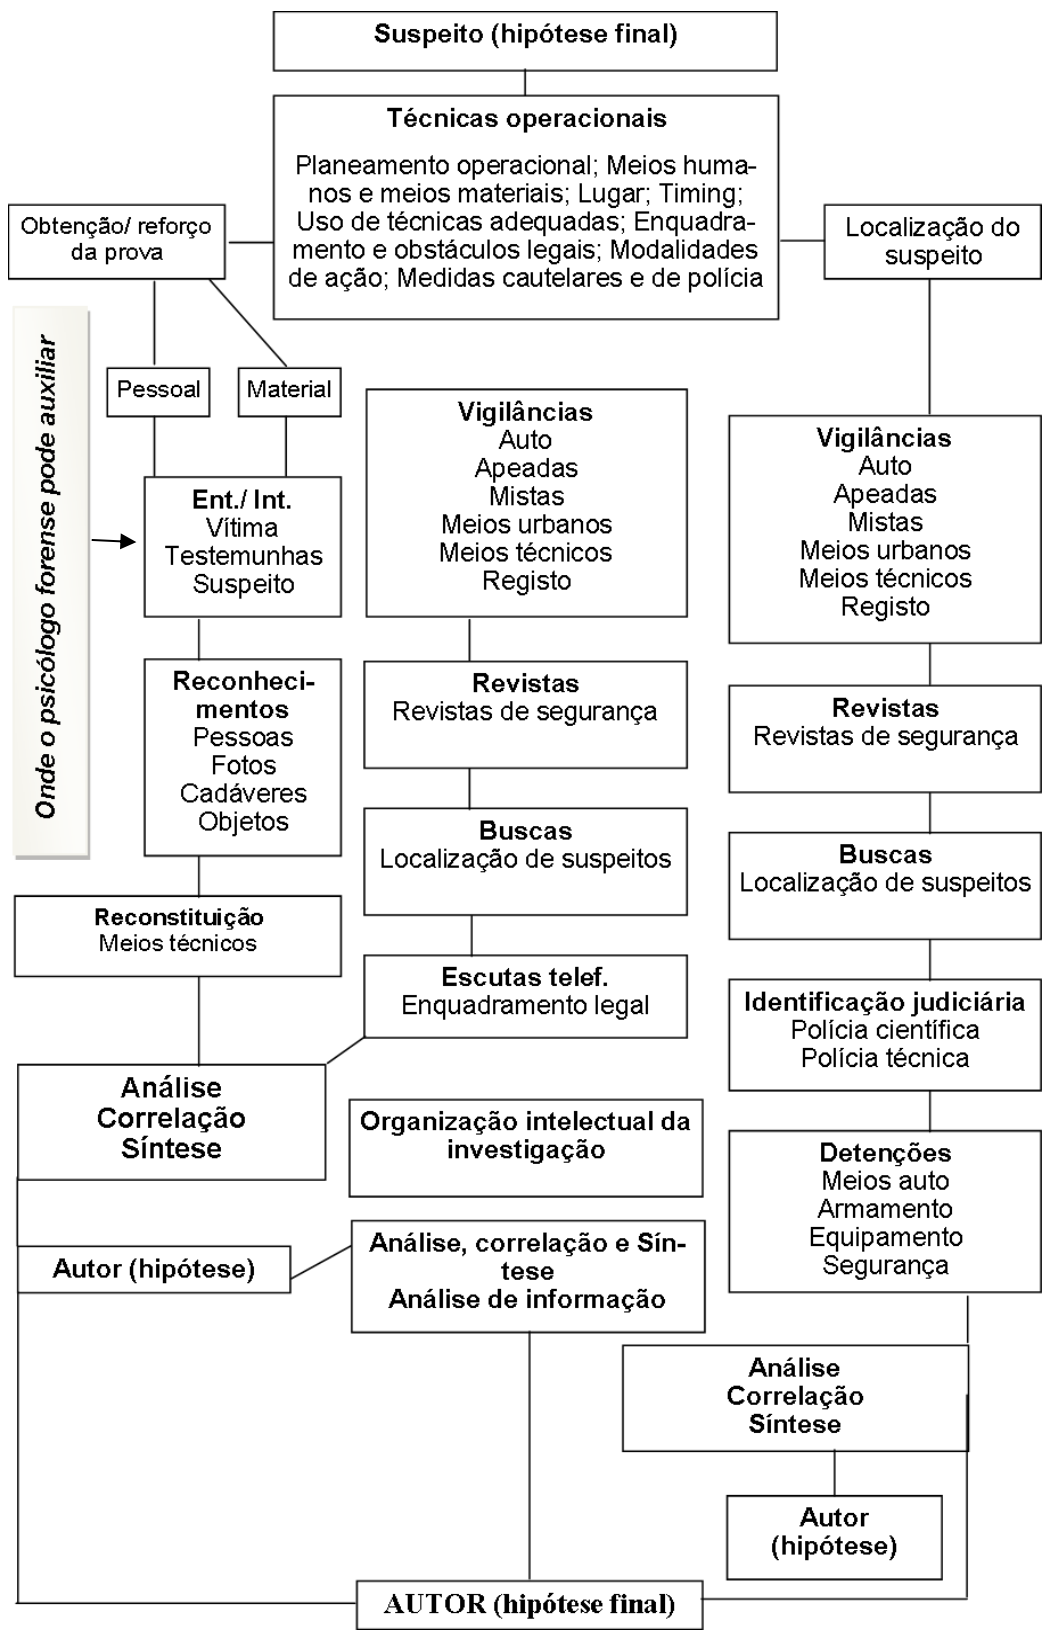 Suspeito (hipótese final)
Técnicas operacionais
Planeamento operacional; Meios huma-
nos e meios materiais; Lugar; Timing;
Uso de técnicas adequadas; Enquadra-
mento e obstáculos legais; Modalidades
de ação; Medidas cautelares e de polícia
Obtenção/ reforço
da prova
Localização do
suspeito
Onde o psicólogo forense pode auxiliar
Pessoal
Material
Ent./ Int.
Vítima
Testemunhas
Suspeito
Reconheci-
mentos
Pessoas
Fotos
Cadáveres
Objetos
Reconstituição
Meios técnicos
Vigilâncias
Auto
Apeadas
Mistas
Meios urbanos
Meios técnicos
Registo
Revistas
Revistas de segurança
Buscas
Localização de suspeitos
Escutas telef.
Enquadramento legal
Vigilâncias
Auto
Apeadas
Mistas
Meios urbanos
Meios técnicos
Registo
Revistas
Revistas de segurança
Buscas
Localização de suspeitos
Identificação judiciária
Polícia científica
Polícia técnica
Detenções
Meios auto
Armamento
Equipamento
Segurança
Análise
Correlação
Síntese
Organização intelectual da
investigação
Autor (hipótese)
Análise, correlação e Sín-
tese
Análise de informação
Análise
Correlação
Síntese
Autor
(hipótese)
AUTOR (hipótese final)